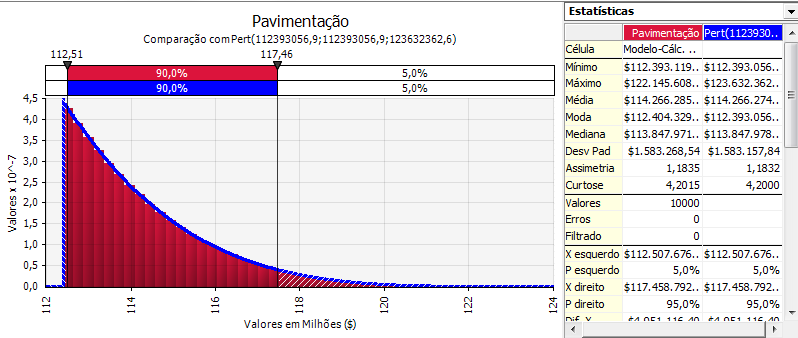 Pavimentação
Comparação com Pert(112393056,9;112393056,9;123632362,6)
112,51 117,46
90,0% 5,0%
90,0% 5,0%
Valores x 10^-7
4,5
4,0
3,5
3,0
2,5
2,0
1,5
1,0
0,5
0,0
112 114 116 118 120 122 124
Valores em Milhões ($)
Estatísticas
Pavimentação Pert(1123930...
Célula Modelo-Cálc. ...
Mínimo $112.393.119... $112.393.056...
Máximo $122.145.608... $123.632.362...
Média $114.266.285... $114.266.274...
Moda $112.404.329... $112.393.056...
Mediana $113.847.971... $113.847.978...
Desv Pad $1.583.268,54 $1.583.157,84
Assimetria 1,1835 1,1832
Curtose 4,2015 4,2000
Valores 10000
Erros 0
Filtrado 0
X esquerdo $112.507.676... $112.507.676...
P esquerdo 5,0% 5,0%
X direito $117.458.792... $117.458.792...
P direito 95,0% 95,0%
Dif. X $4.951.116,40